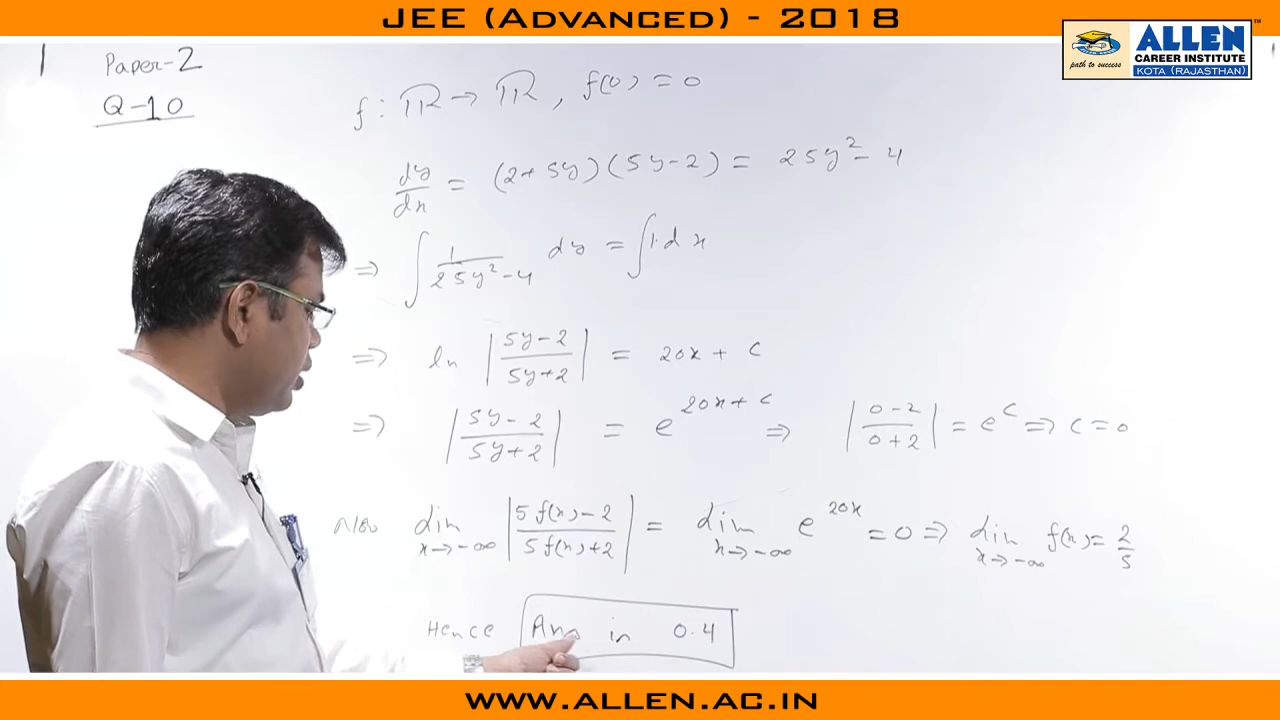 JEE (ADVANCED) - 2018
ALLEN
CAREER INSTITUTE
KOTA (RAJASTHAN)
path to success
™
1
Paper-2
Q-10
f : R → R , f(0) = 0
dy/dx = (2+5y)(5y-2) = 25y² - 4
⇒ ∫ 1/(25y²-4) dy = ∫ 1.dx
⇒ ln |(5y-2)/(5y+2)| = 20x + c
⇒ |(5y-2)/(5y+2)| = e^(20x+c) ⇒ |(0-2)/(0+2)| = e^c ⇒ c = 0
Now lim x→-∞ |(5f(x)-2)/(5f(x)+2)| = lim x→-∞ e^(20x) = 0 ⇒ lim x→-∞ f(x) = 2/5
Hence Ans is 0.4
WWW.ALLEN.AC.IN